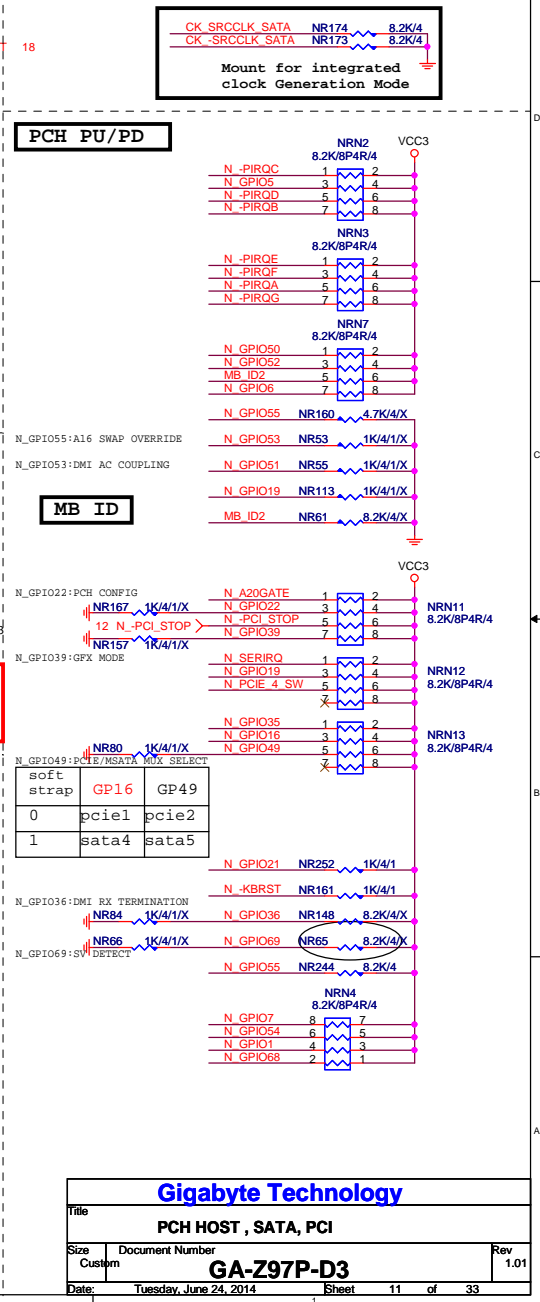 CK_SRCCLK_SATA NR174 8.2K/4
CK_-SRCCLK_SATA NR173 8.2K/4
18
Mount for integrated
clock Generation Mode
D
PCH PU/PD
NRN2 VCC3
8.2K/8P4R/4
N_-PIRQC 1 2
N_GPIO5 3 4
N_-PIRQD 5 6
N_-PIRQB 7 8
NRN3
8.2K/8P4R/4
N_-PIRQE 1 2
N_-PIRQF 3 4
N_-PIRQA 5 6
N_-PIRQG 7 8
NRN7
8.2K/8P4R/4
N_GPIO50 1 2
N_GPIO52 3 4
MB_ID2 5 6
N_GPIO6 7 8
N_GPIO55 NR160 4.7K/4/X
N_GPIO55:A16 SWAP OVERRIDE N_GPIO53 NR53 1K/4/1/X
C
N_GPIO53:DMI AC COUPLING N_GPIO51 NR55 1K/4/1/X
N_GPIO19 NR113 1K/4/1/X
MB ID
MB_ID2 NR61 8.2K/4/X
VCC3
N_GPIO22:PCH CONFIG N_A20GATE 1 2
NR167 1K/4/1/X N_GPIO22 3 4 NRN11
12 N_-PCI_STOP N_-PCI_STOP 5 6 8.2K/8P4R/4
NR157 1K/4/1/X N_GPIO39 7 8
N_GPIO39:GFX MODE N_SERIRQ 1 2
N_GPIO19 3 4 NRN12
N_PCIE_4_SW 5 6 8.2K/8P4R/4
7 8
N_GPIO35 1 2
N_GPIO16 3 4 NRN13
NR80 1K/4/1/X N_GPIO49 5 6 8.2K/8P4R/4
N_GPIO49:PCIE/MSATA MUX SELECT 7 8
soft strap GP16 GP49
0 pcie1 pcie2
B
1 sata4 sata5
N_GPIO21 NR252 1K/4/1
N_-KBRST NR161 1K/4/1
N_GPIO36:DMI RX TERMINATION
NR84 1K/4/1/X N_GPIO36 NR148 8.2K/4/X
NR66 1K/4/1/X N_GPIO69 NR65 8.2K/4/X
N_GPIO69:SV DETECT
N_GPIO55 NR244 8.2K/4
NRN4
8.2K/8P4R/4
N_GPIO7 8 7
N_GPIO54 6 5
N_GPIO1 4 3
N_GPIO68 2 1
A
Gigabyte Technology
Title
PCH HOST , SATA, PCI
Size Document Number Rev
Custom GA-Z97P-D3 1.01
Date: Tuesday, June 24, 2014 Sheet 11 of 33
1